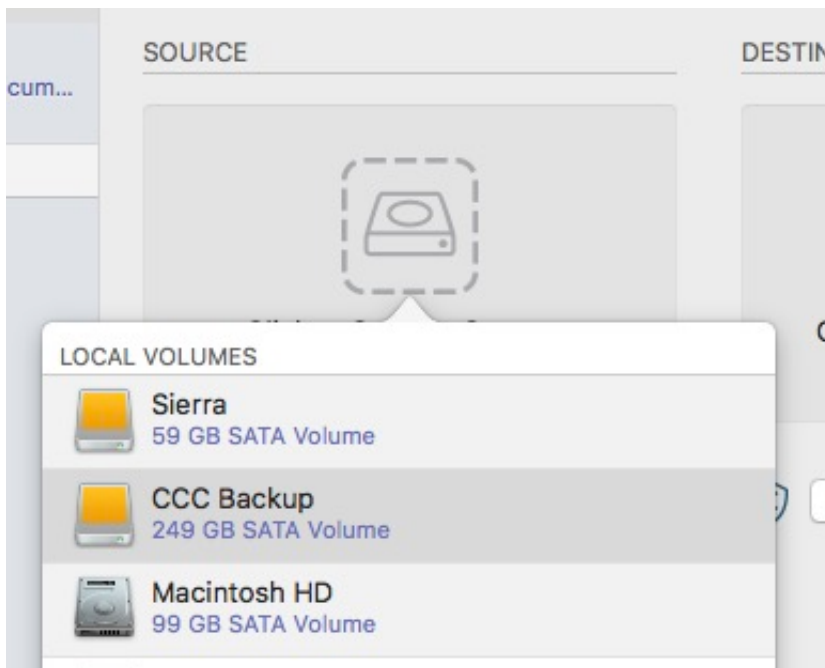 SOURCE
DESTIN
cum...
LOCAL VOLUMES
Sierra
59 GB SATA Volume
CCC Backup
249 GB SATA Volume
Macintosh HD
99 GB SATA Volume